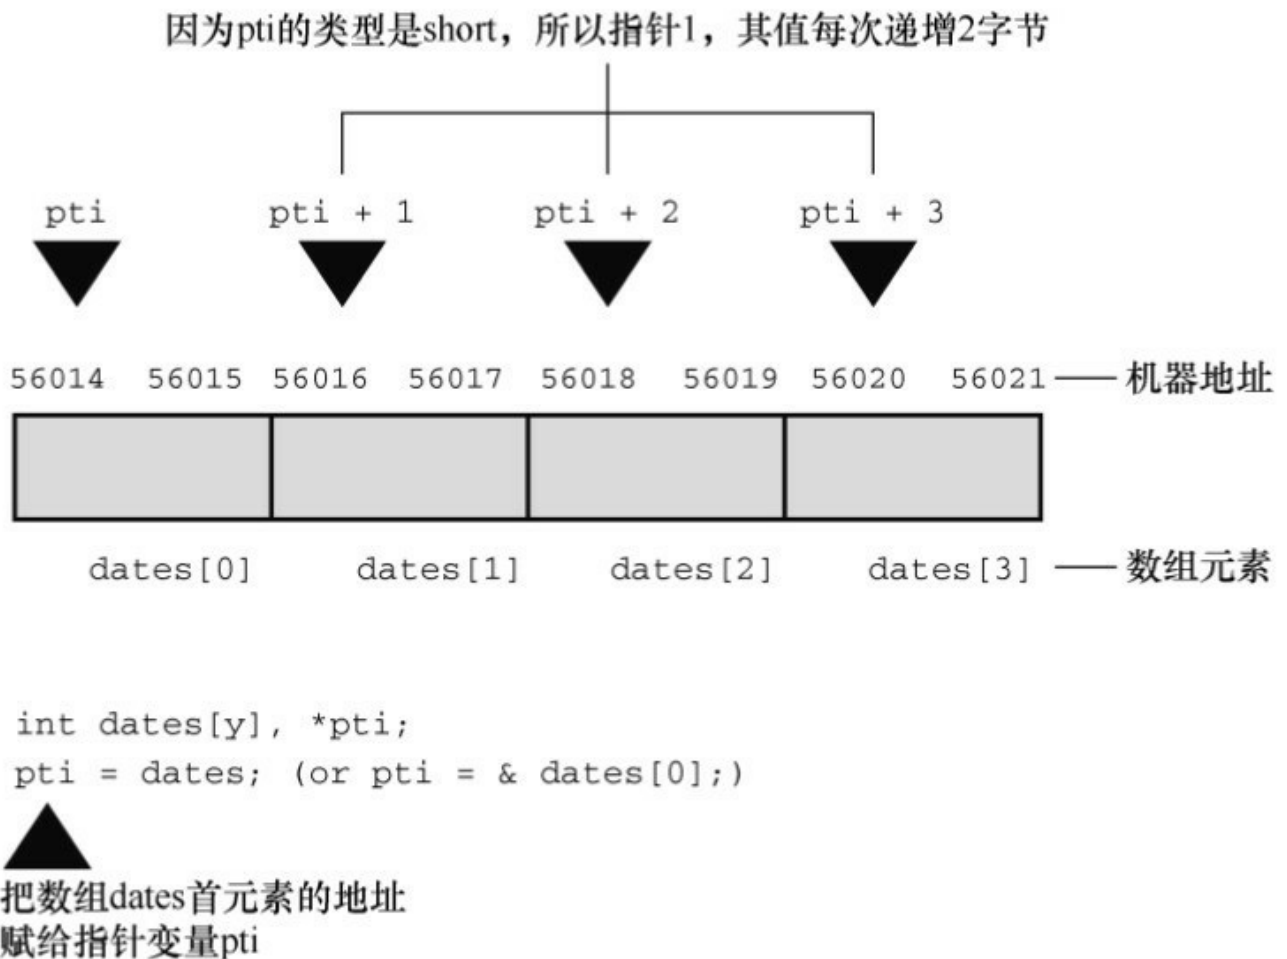 因为pti的类型是short，所以指针1，其值每次递增2字节
pti pti + 1 pti + 2 pti + 3
56014 56015 56016 56017 56018 56019 56020 56021 机器地址
dates[0] dates[1] dates[2] dates[3] 数组元素
int dates[y], *pti;
pti = dates; (or pti = & dates[0];)
把数组dates首元素的地址
赋给指针变量pti